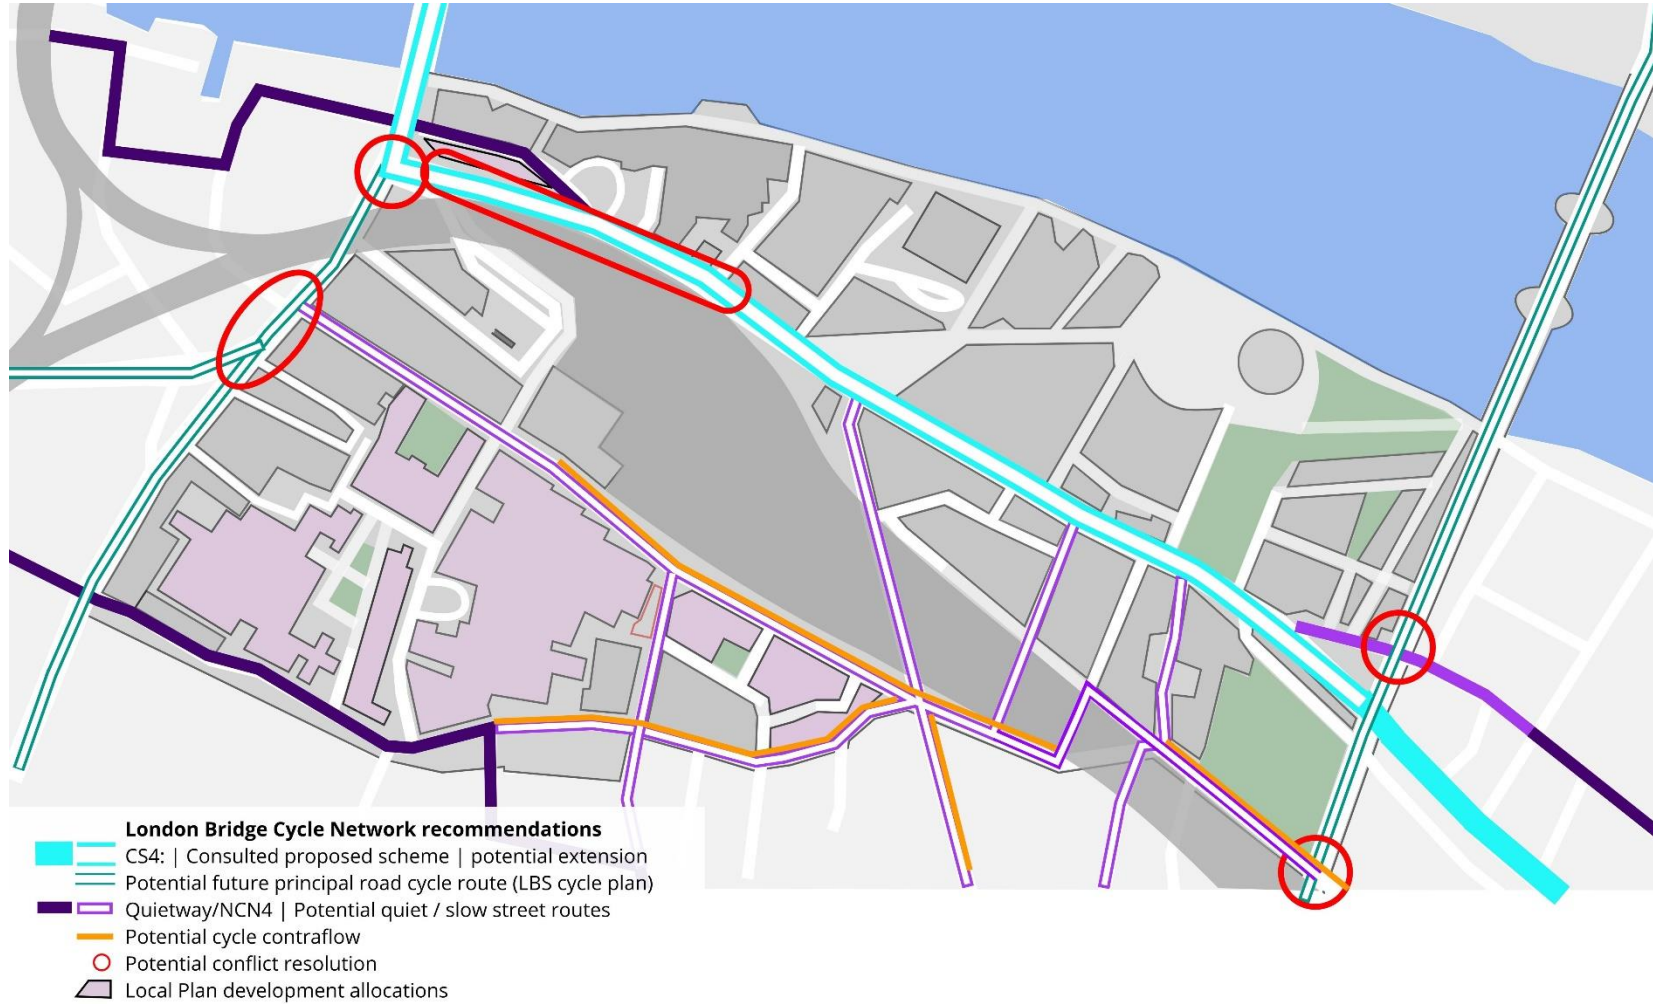 London Bridge Cycle Network recommendations
CS4: | Consulted proposed scheme | potential extension
Potential future principal road cycle route (LBS cycle plan)
Quietway/NCN4 | Potential quiet / slow street routes
Potential cycle contraflow
Potential conflict resolution
Local Plan development allocations